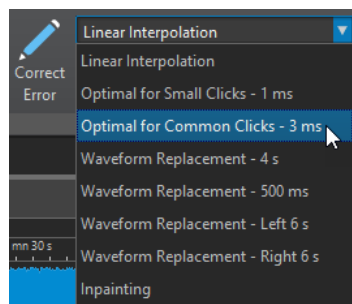 Linear Interpolation
Correct
Error
Linear Interpolation
Optimal for Small Clicks - 1 ms
Optimal for Common Clicks - 3 ms
Waveform Replacement - 4 s
Waveform Replacement - 500 ms
Waveform Replacement - Left 6 s
Waveform Replacement - Right 6 s
Inpainting
mn 30 s